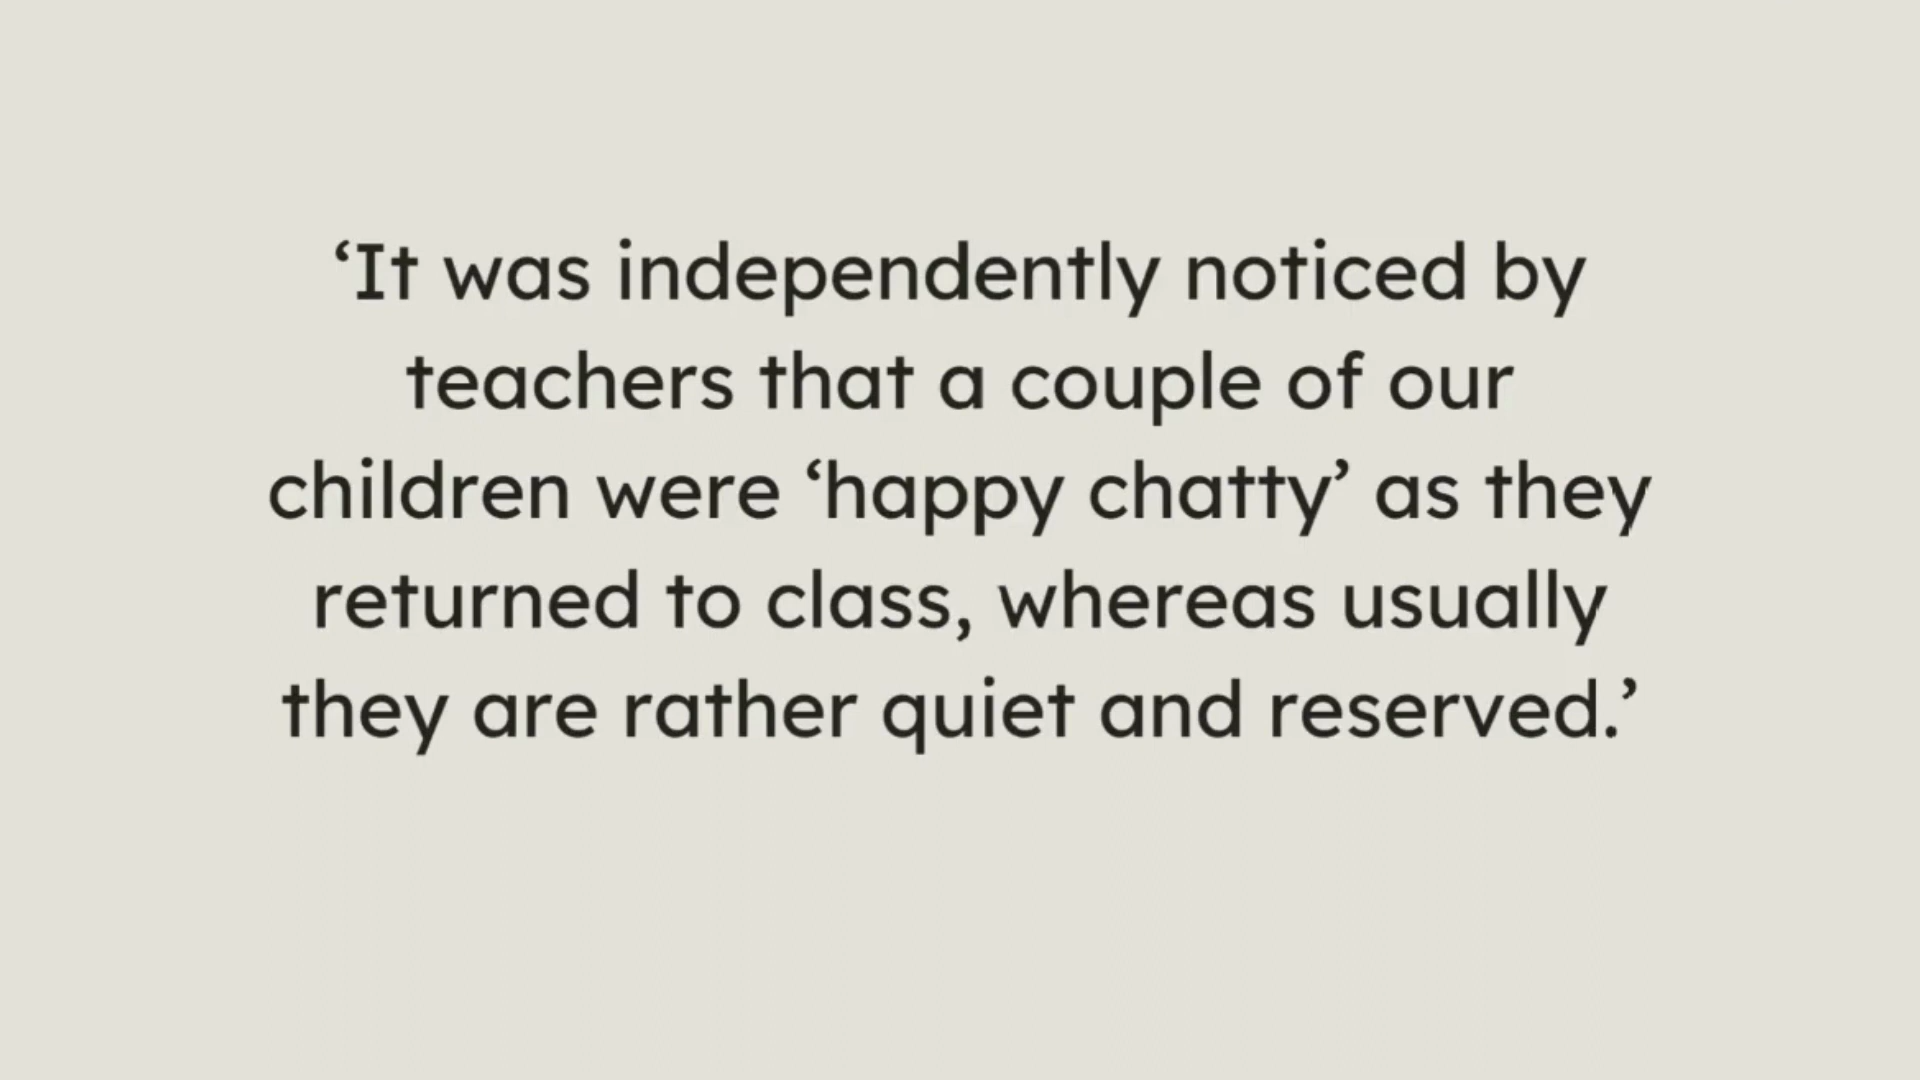 ‘It was independently noticed by
teachers that a couple of our
children were ‘happy chatty’ as they
returned to class, whereas usually
they are rather quiet and reserved.’